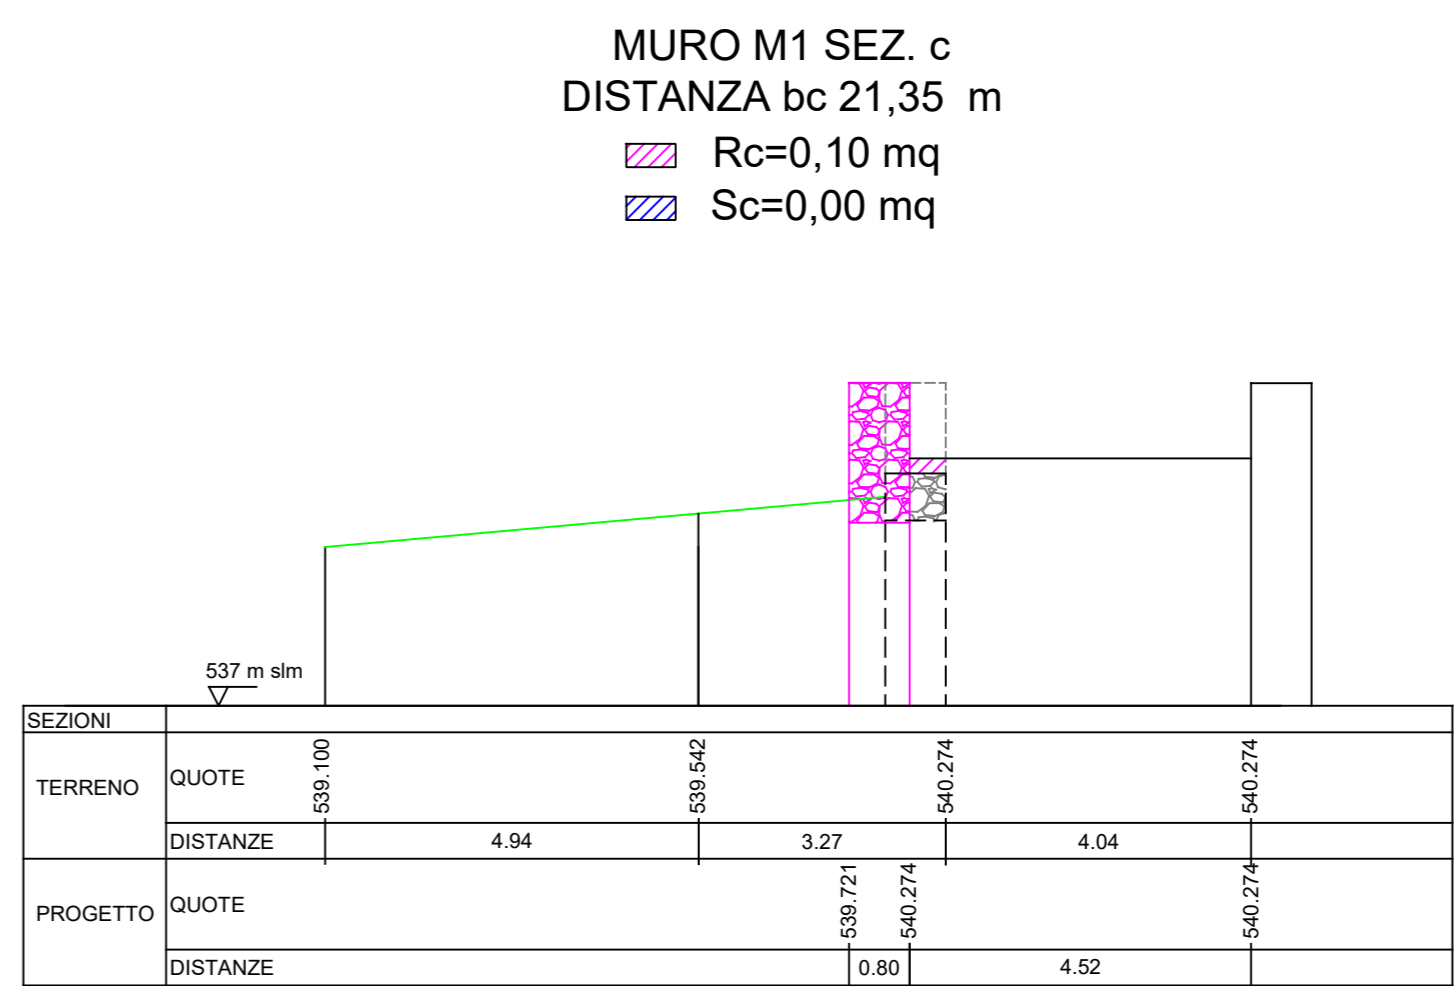 MURO M1 SEZ. c
DISTANZA bc 21,35 m
Rc=0,10 mq
Sc=0,00 mq
537 m slm
SEZIONI
TERRENO
QUOTE
539.100
539.542
540.274
540.274
DISTANZE
4.94
3.27
4.04
PROGETTO
QUOTE
539.721
540.274
540.274
DISTANZE
0.80
4.52